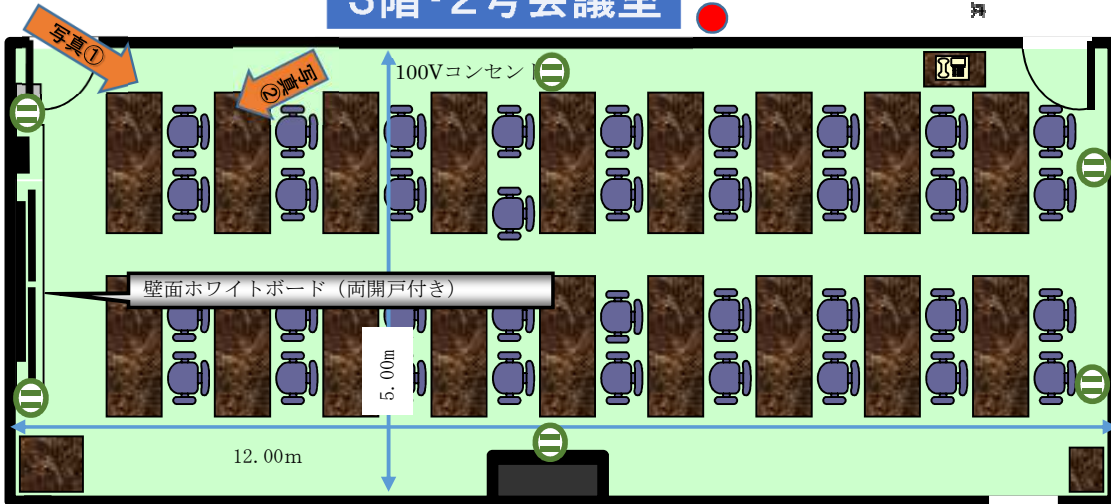 3階・2号会議室
写真①
写真②
100Vコンセント
壁面ホワイトボード（両開戸付き）
5.00m
12.00m